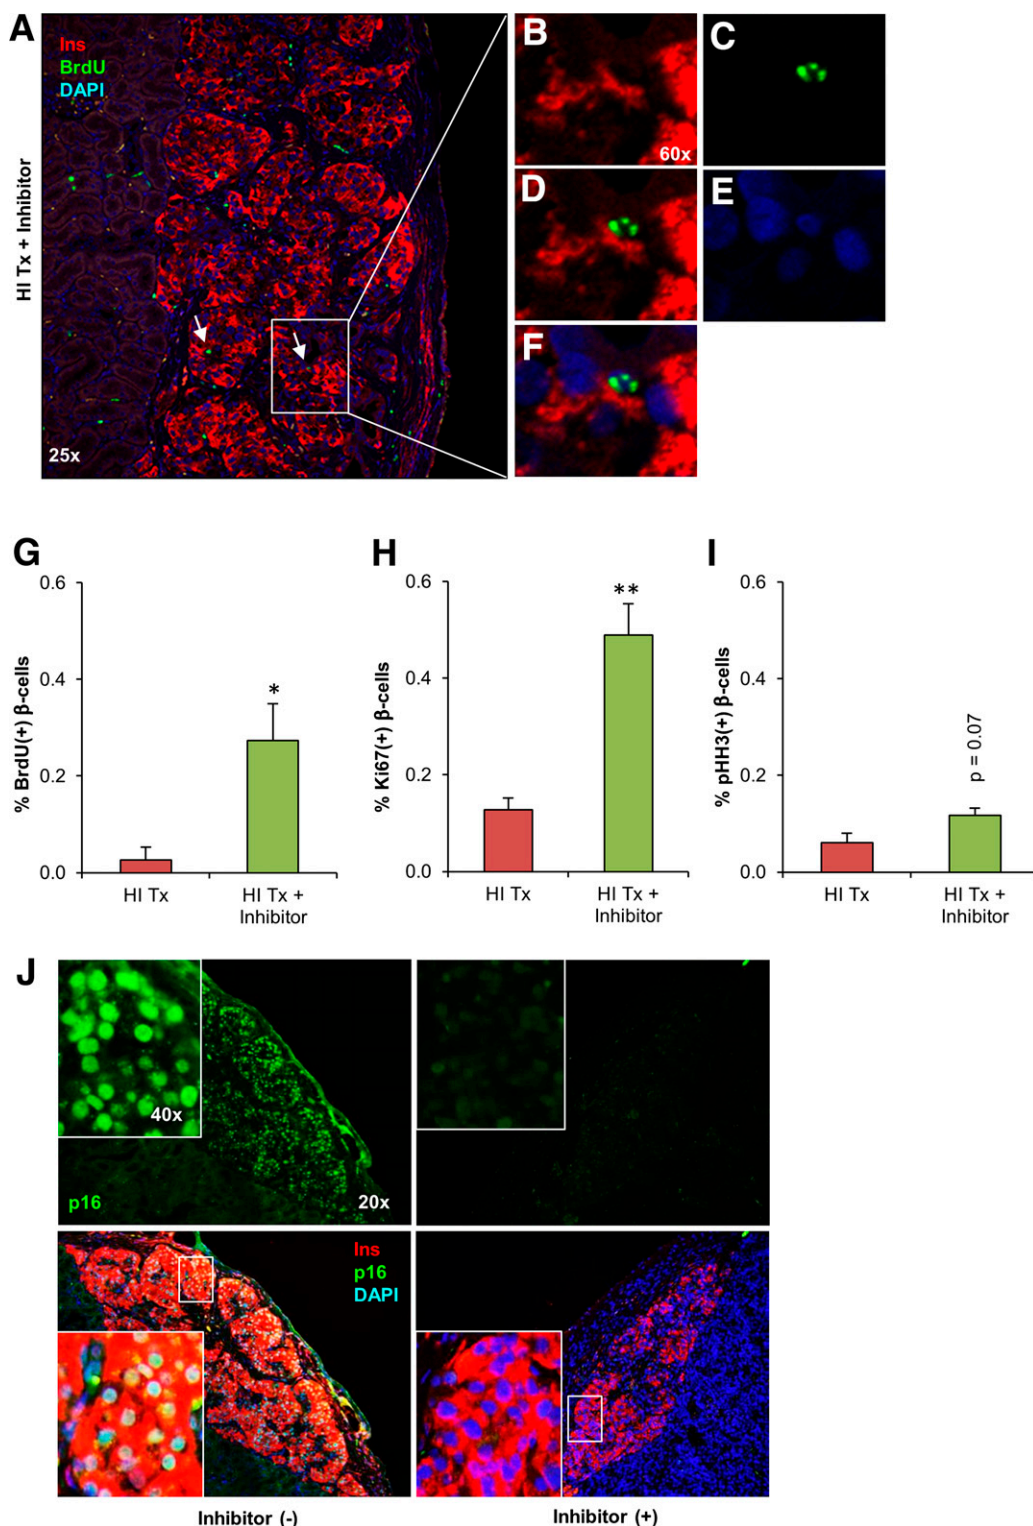 A
Ins
BrdU
DAPI
HI Tx + Inhibitor
25x
B
60x
C
D
E
F
G
0.6
0.4
0.2
0.0
% BrdU(+) β-cells
*
HI Tx
HI Tx +
Inhibitor
H
0.6
0.4
0.2
0.0
% Ki67(+) β-cells
**
HI Tx
HI Tx +
Inhibitor
I
0.6
0.4
0.2
0.0
% pHH3(+) β-cells
p = 0.07
HI Tx
HI Tx +
Inhibitor
J
40x
p16
20x
Ins
p16
DAPI
Inhibitor (-)
Inhibitor (+)